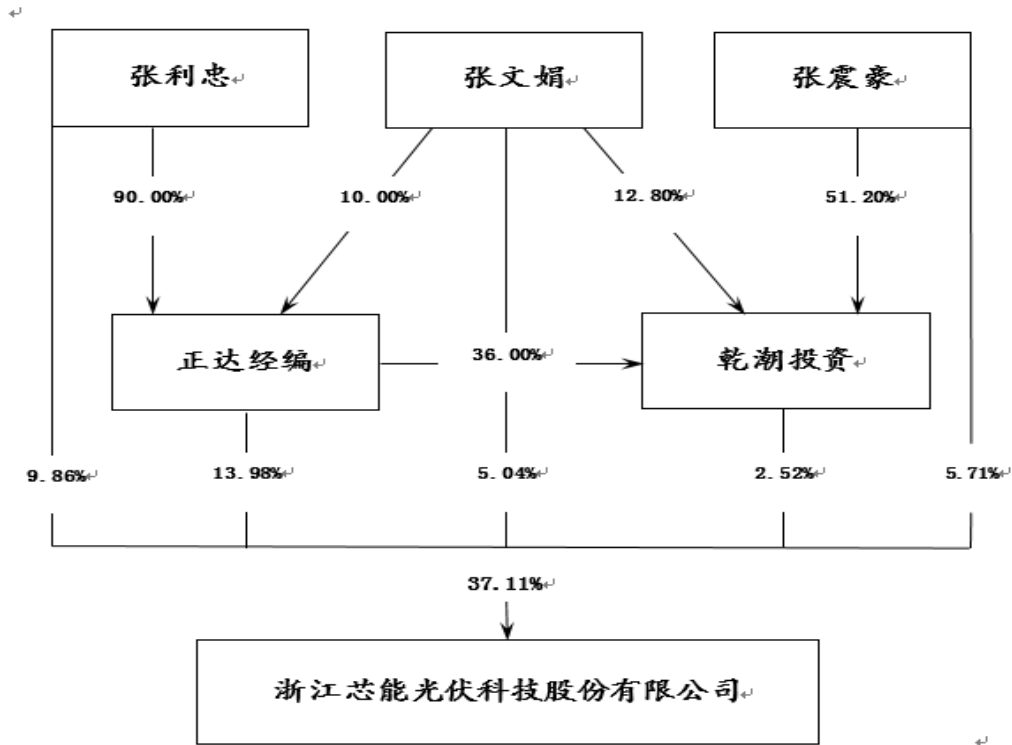 张利忠
张文娟
张震豪
90.00%
10.00%
12.80%
51.20%
正达经编
36.00%
乾潮投资
9.86%
13.98%
5.04%
2.52%
5.71%
37.11%
浙江芯能光伏科技股份有限公司